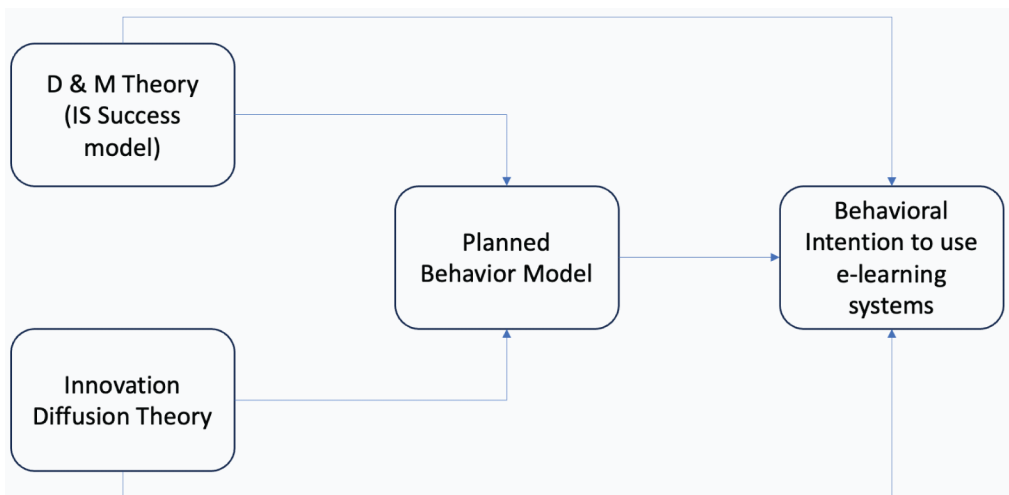 D & M Theory
(IS Success
model)
Planned
Behavior Model
Behavioral
Intention to use
e-learning
systems
Innovation
Diffusion Theory